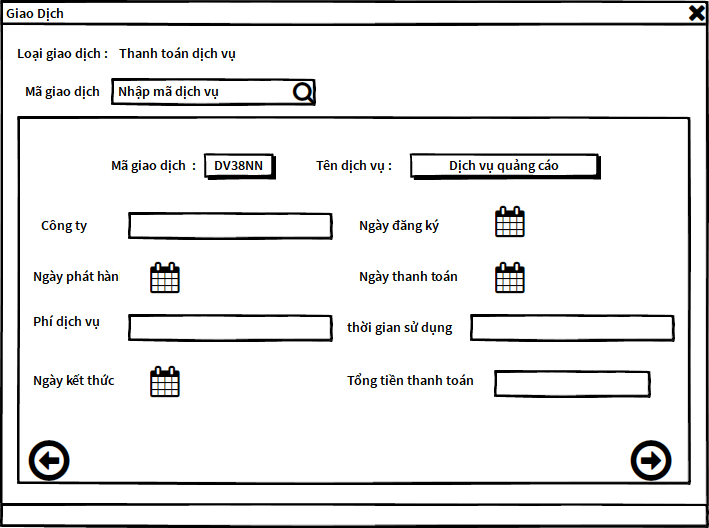 Giao Dịch
Loại giao dịch : Thanh toán dịch vụ
Mã giao dịch Nhập mã dịch vụ
Mã giao dịch : DV38NN Tên dịch vụ : Dịch vụ quảng cáo
Công ty Ngày đăng ký
Ngày phát hàn Ngày thanh toán
Phí dịch vụ thời gian sử dụng
Ngày kết thức Tổng tiền thanh toán